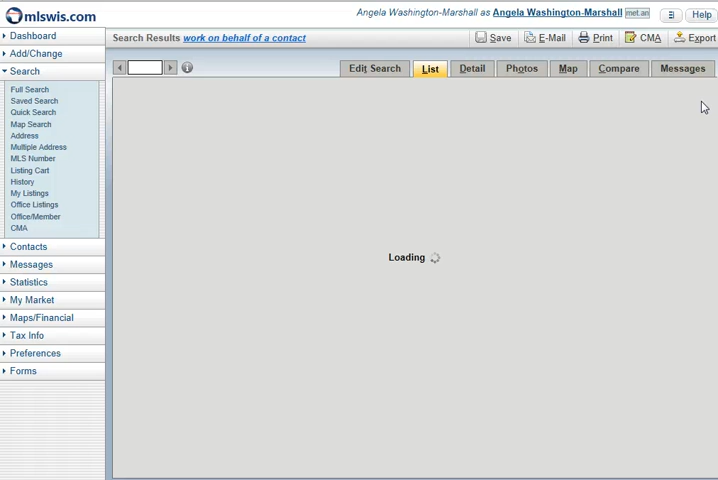 mlswis.com
Angela Washington-Marshall as Angela Washington-Marshall met.an
Help
Search Results work on behalf of a contact
Save E-Mail Print CMA Export
Edit Search List Detail Photos Map Compare Messages
Dashboard
Add/Change
Search
Full Search
Saved Search
Quick Search
Map Search
Address
Multiple Address
MLS Number
Listing Cart
History
My Listings
Office Listings
Office/Member
CMA
Contacts
Messages
Statistics
My Market
Maps/Financial
Tax Info
Preferences
Forms
Loading